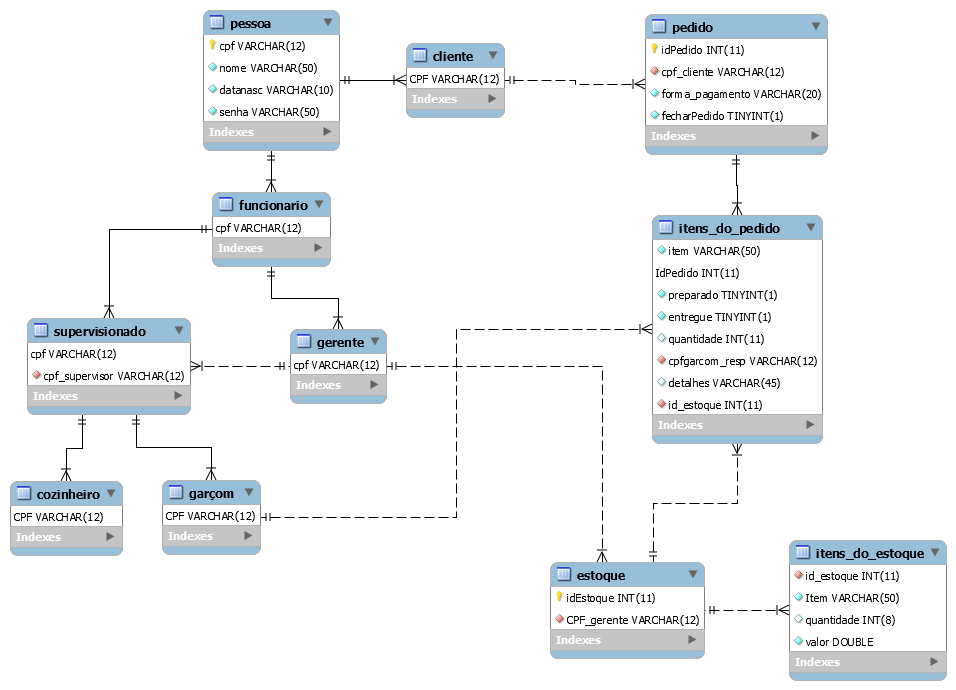 pessoa
cpf VARCHAR(12)
nome VARCHAR(50)
datanasc VARCHAR(10)
senha VARCHAR(50)
Indexes
cliente
CPF VARCHAR(12)
Indexes
pedido
idPedido INT(11)
cpf_cliente VARCHAR(12)
forma_pagamento VARCHAR(20)
fecharPedido TINYINT(1)
Indexes
funcionario
cpf VARCHAR(12)
Indexes
itens_do_pedido
item VARCHAR(50)
IdPedido INT(11)
preparado TINYINT(1)
entregue TINYINT(1)
quantidade INT(11)
cpfgarcom_resp VARCHAR(12)
detalhes VARCHAR(45)
id_estoque INT(11)
Indexes
supervisionado
cpf VARCHAR(12)
cpf_supervisor VARCHAR(12)
Indexes
gerente
cpf VARCHAR(12)
Indexes
cozinheiro
CPF VARCHAR(12)
Indexes
garçom
CPF VARCHAR(12)
Indexes
estoque
idEstoque INT(11)
CPF_gerente VARCHAR(12)
Indexes
itens_do_estoque
id_estoque INT(11)
Item VARCHAR(50)
quantidade INT(8)
valor DOUBLE
Indexes